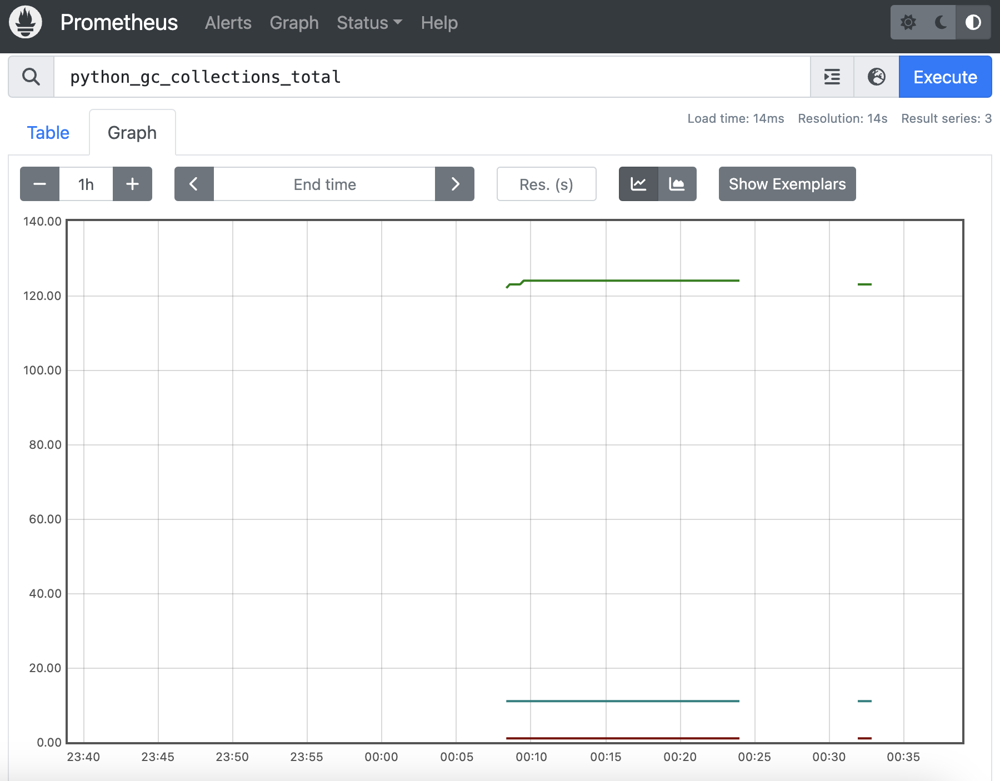 Prometheus Alerts Graph Status Help
python_gc_collections_total Execute
Load time: 14ms Resolution: 14s Result series: 3
Table Graph
1h End time Res. (s) Show Exemplars
140.00
120.00
100.00
80.00
60.00
40.00
20.00
0.00
23:40 23:45 23:50 23:55 00:00 00:05 00:10 00:15 00:20 00:25 00:30 00:35